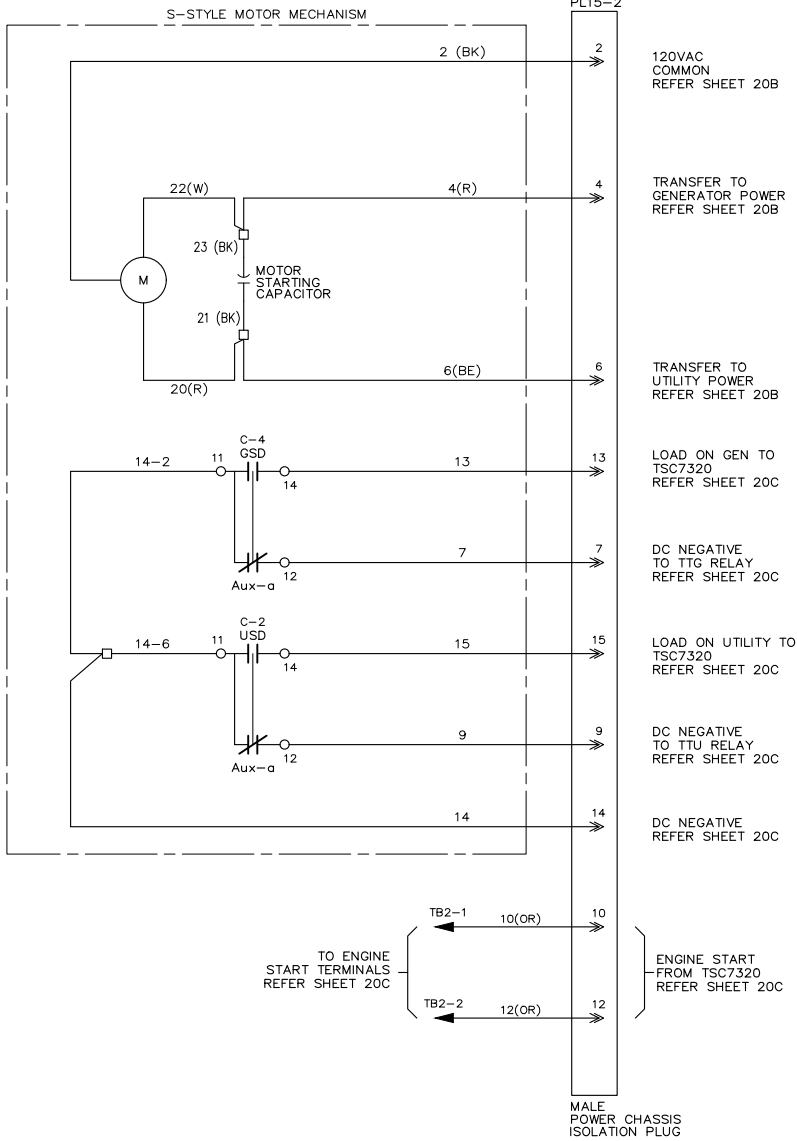 PL15-2
S-STYLE MOTOR MECHANISM
2 (BK)
2
120VAC
COMMON
REFER SHEET 20B
22(W)
4(R)
4
TRANSFER TO
GENERATOR POWER
REFER SHEET 20B
23 (BK)
M
MOTOR
STARTING
CAPACITOR
21 (BK)
20(R)
6(BE)
6
TRANSFER TO
UTILITY POWER
REFER SHEET 20B
14-2
11
C-4
GSD
14
13
13
LOAD ON GEN TO
TSC7320
REFER SHEET 20C
Aux-a
12
7
7
DC NEGATIVE
TO TTG RELAY
REFER SHEET 20C
14-6
11
C-2
USD
14
15
15
LOAD ON UTILITY TO
TSC7320
REFER SHEET 20C
Aux-a
12
9
9
DC NEGATIVE
TO TTU RELAY
REFER SHEET 20C
14
14
DC NEGATIVE
REFER SHEET 20C
TB2-1
10(OR)
10
TO ENGINE
START TERMINALS
REFER SHEET 20C
ENGINE START
FROM TSC7320
REFER SHEET 20C
TB2-2
12(OR)
12
MALE
POWER CHASSIS
ISOLATION PLUG